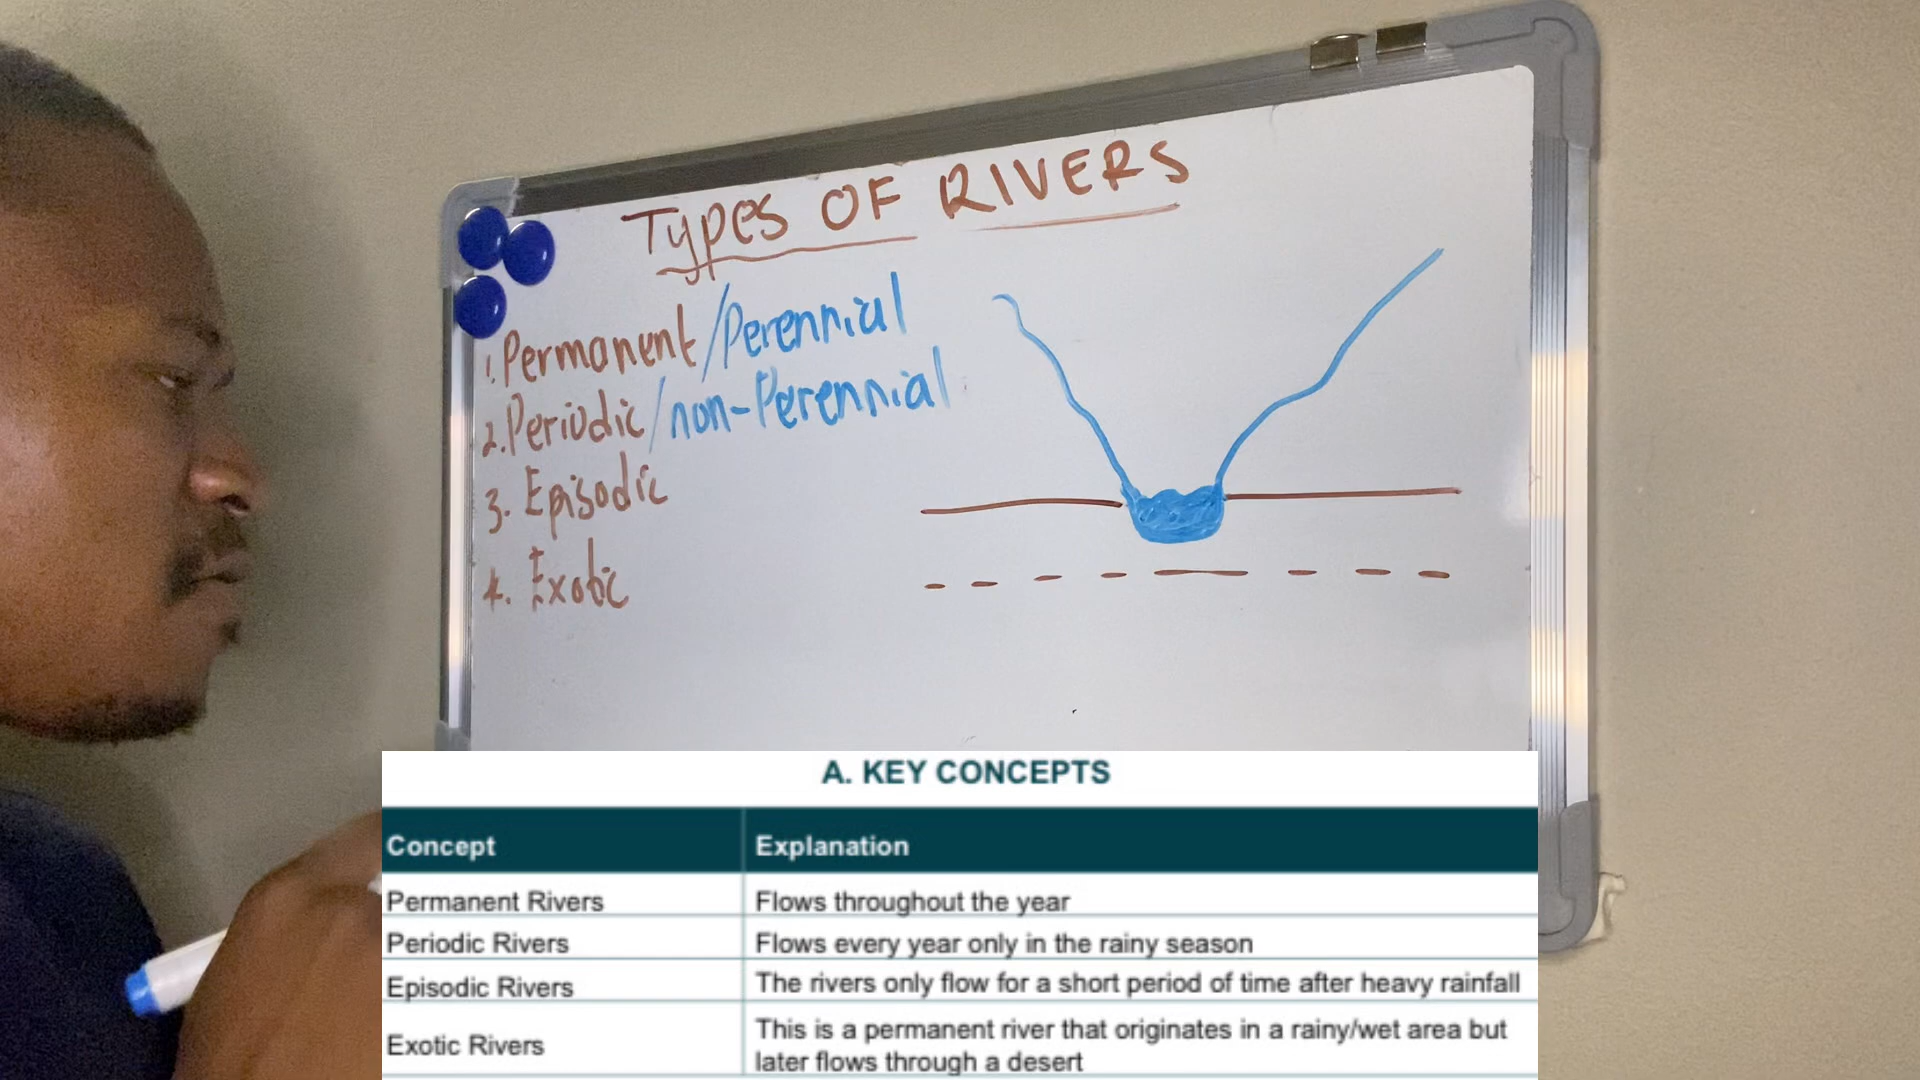 Types OF RIVERS
1. Permanent/Perennial
2. Periodic/non-Perennial
3. Episodic
4. Exotic
A. KEY CONCEPTS
Concept Explanation
Permanent Rivers Flows throughout the year
Periodic Rivers Flows every year only in the rainy season
Episodic Rivers The rivers only flow for a short period of time after heavy rainfall
Exotic Rivers This is a permanent river that originates in a rainy/wet area but
later flows through a desert